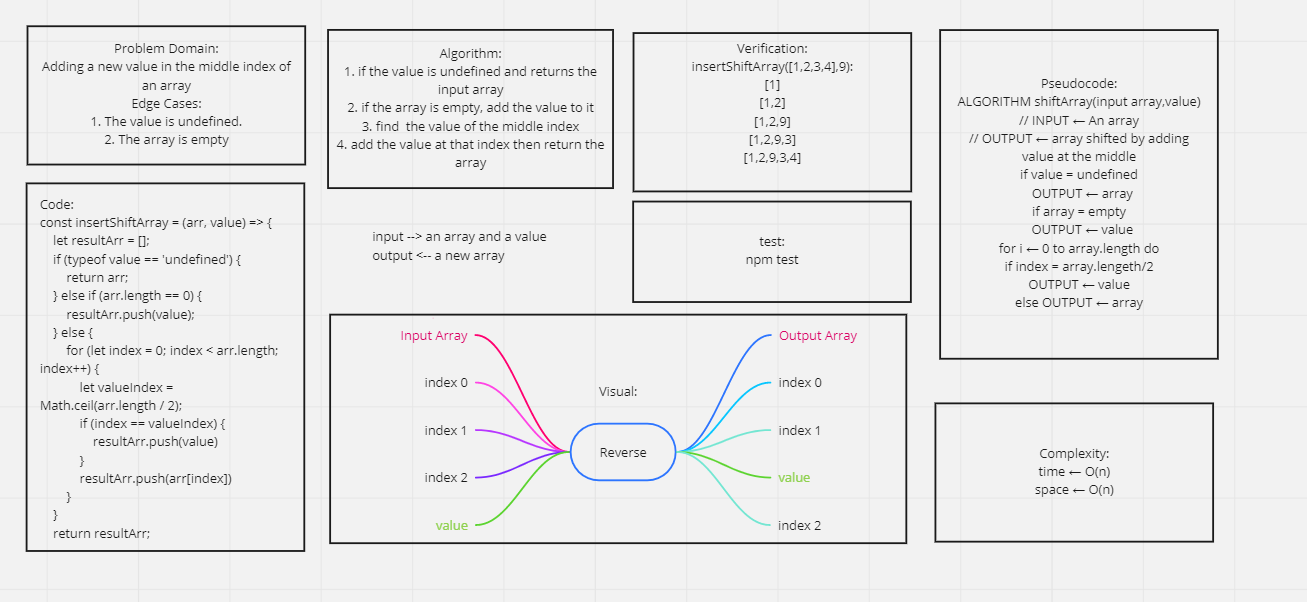 Problem Domain:
Adding a new value in the middle index of
an array
Edge Cases:
1. The value is undefined.
2. The array is empty
Algorithm:
1. if the value is undefined and returns the
input array
2. if the array is empty, add the value to it
3. find  the value of the middle index
4. add the value at that index then return the
array
Verification:
insertShiftArray([1,2,3,4],9):
[1]
[1,2]
[1,2,9]
[1,2,9,3]
[1,2,9,3,4]
Pseudocode:
ALGORITHM shiftArray(input array,value)
// INPUT ← An array
// OUTPUT ← array shifted by adding
value at the middle
if value = undefined
OUTPUT ← array
if array = empty
OUTPUT ← value
for i ← 0 to array.length do
if index = array.lengeth/2
OUTPUT ← value
else OUTPUT ← array
Code:
const insertShiftArray = (arr, value) => {
let resultArr = [];
if (typeof value == 'undefined') {
return arr;
} else if (arr.length == 0) {
resultArr.push(value);
} else {
for (let index = 0; index < arr.length;
index++) {
let valueIndex =
Math.ceil(arr.length / 2);
if (index == valueIndex) {
resultArr.push(value)
}
resultArr.push(arr[index])
}
}
return resultArr;
input --> an array and a value
output <-- a new array
test:
npm test
Input Array
index 0
index 1
index 2
value
Visual:
Reverse
Output Array
index 0
index 1
value
index 2
Complexity:
time ← O(n)
space ← O(n)